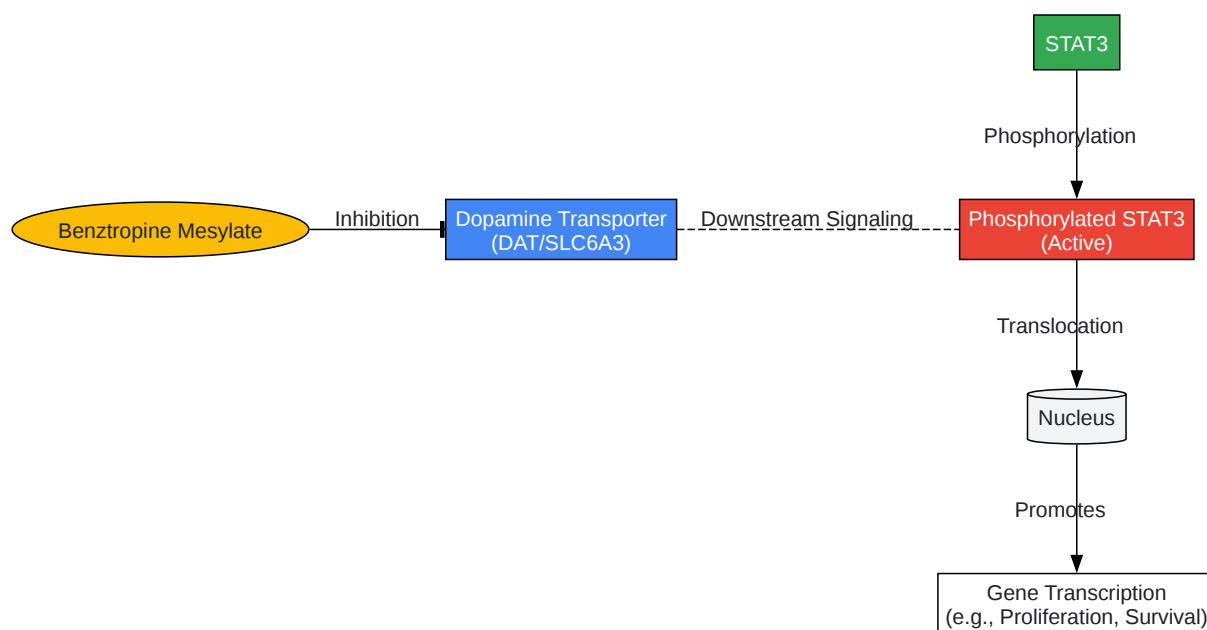 STAT3
Phosphorylation
Benztropine Mesylate
Inhibition
Dopamine Transporter
(DAT/SLC6A3)
Downstream Signaling
Phosphorylated STAT3
(Active)
Translocation
Nucleus
Promotes
Gene Transcription
(e.g., Proliferation, Survival)